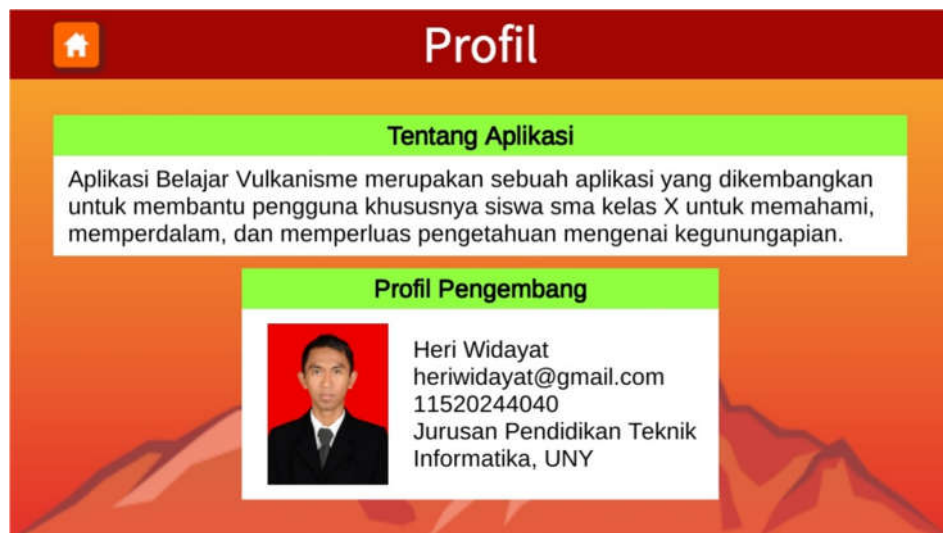 Profil
Tentang Aplikasi
Aplikasi Belajar Vulkanisme merupakan sebuah aplikasi yang dikembangkan
untuk membantu pengguna khususnya siswa sma kelas X untuk memahami,
memperdalam, dan memperluas pengetahuan mengenai kegunungapian.
Profil Pengembang
Heri Widayat
heriwidayat@gmail.com
11520244040
Jurusan Pendidikan Teknik
Informatika, UNY